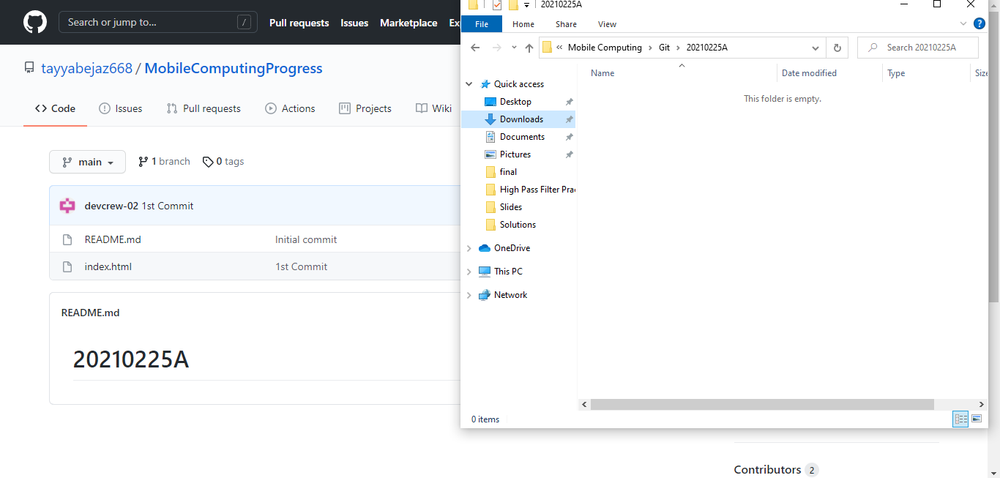 Search or jump to...
/
Pull requests
Issues
Marketplace
Ex
tayyabejaz668 / MobileComputingProgress
Code
Issues
Pull requests
Actions
Projects
Wiki
main
1 branch
0 tags
devcrew-02 1st Commit
README.md
Initial commit
index.html
1st Commit
README.md
20210225A
20210225A
File
Home
Share
View
?
« Mobile Computing › Git › 20210225A
Search 20210225A
Name
Date modified
Type
Size
This folder is empty.
Quick access
Desktop
Downloads
Documents
Pictures
final
High Pass Filter Prac
Slides
Solutions
OneDrive
This PC
Network
0 items
Contributors 2